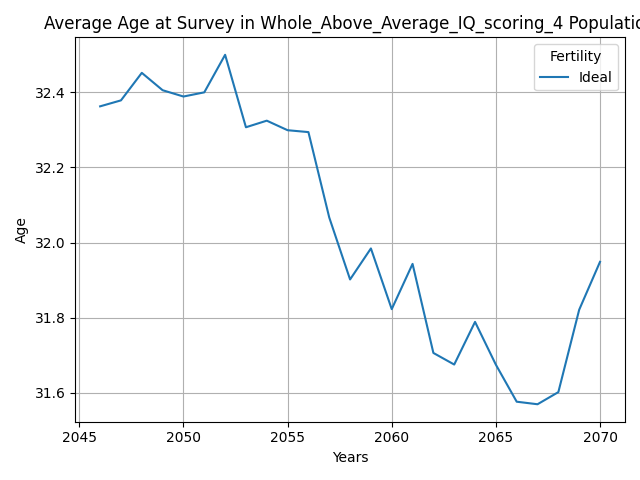 Average Age at Survey in Whole_Above_Average_IQ_scoring_4 Populatio
Fertility
Ideal
Age
32.4
32.2
32.0
31.8
31.6
2045 2050 2055 2060 2065 2070
Years